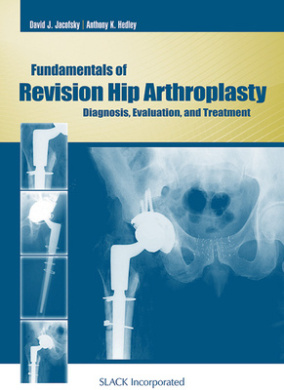 David J. Jacofsky | Anthony K. Hedley
Fundamentals of
Revision Hip Arthroplasty
Diagnosis, Evaluation, and Treatment
SLACK Incorporated